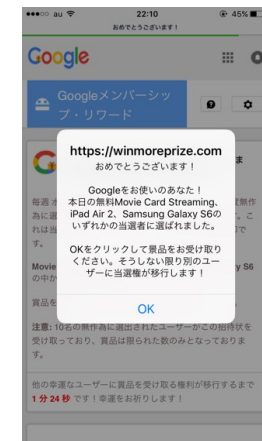 au 22:10 45%
おめでとうございます！
Google
Googleメンバーシッ
プ・リワード
https://winmoreprize.com
おめでとうございます！
Googleをお使いのあなた！
本日の無料Movie Card Streaming、
iPad Air 2、Samsung Galaxy S6の
いずれかの当選者に選ばれました。
OKをクリックして景品をお受け取り
ください。そうしない限り別のユー
ザーに当選権が移行します！
OK
毎週
為に選
れは当
す。
Movie y S6
の中か
賞品を
注意: 10名の無作為に選出されたユーザーがこの招待状を
受け取っており、賞品は限られた数のみとなっておりま
す。
他の幸運なユーザーに賞品を受け取る権利が移行するまで
1 分 24 秒 です！幸運をお祈りします！